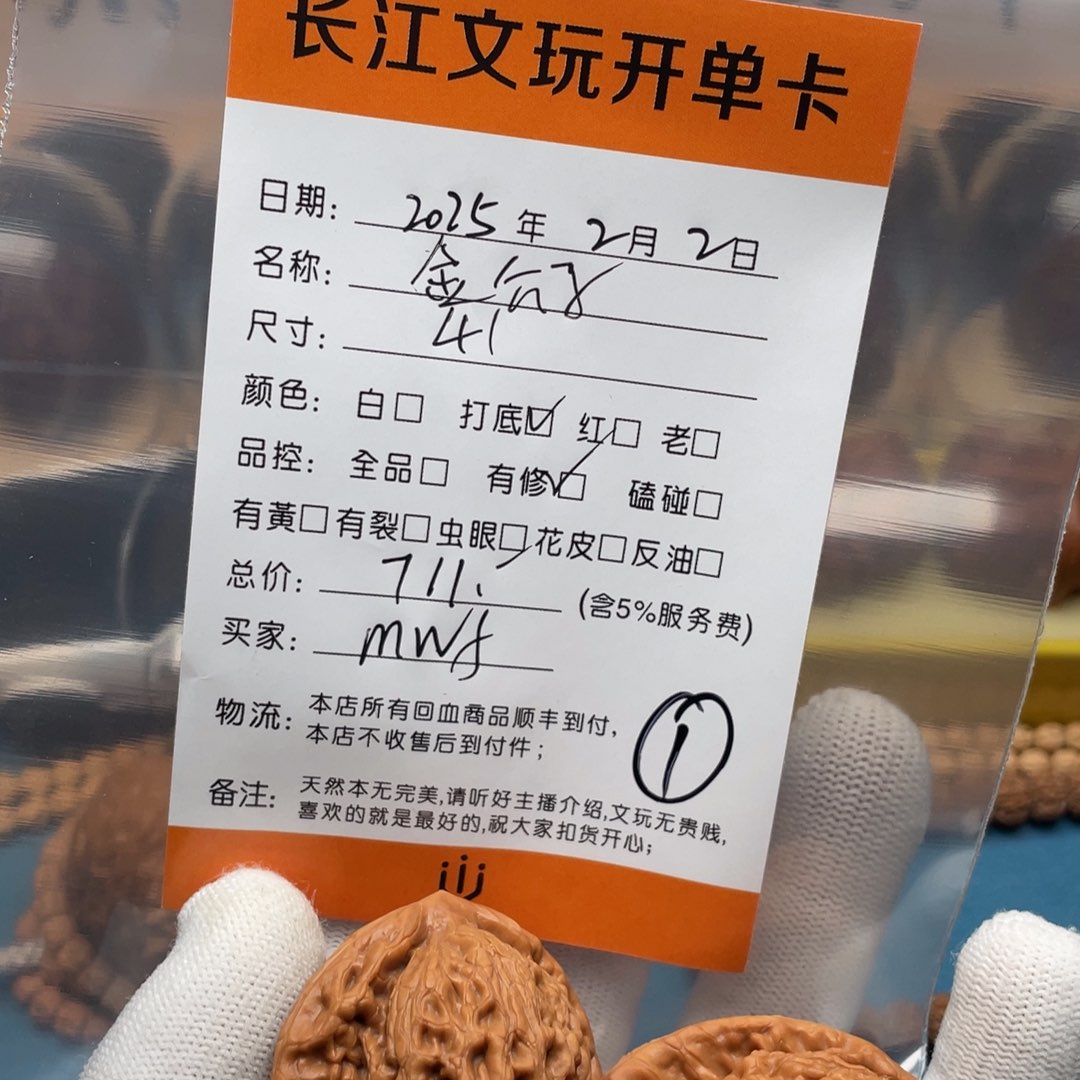 长江文玩开单卡
日期: 2025年 2月 2日
名称: 金
尺寸: 41
颜色: 白□ 打底☑ 红□ 老□
品控: 全品□ 有修☑ 磕碰□
有黃□有裂□虫眼□花皮□反油□
总价: 711. (含5%服务费)
买家: mwf
物流: 本店所有回血商品顺丰到付,
本店不收售后到付件;
①
备注: 天然本无完美,请听好主播介绍,文玩无贵贱,
喜欢的就是最好的,祝大家扣货开心;